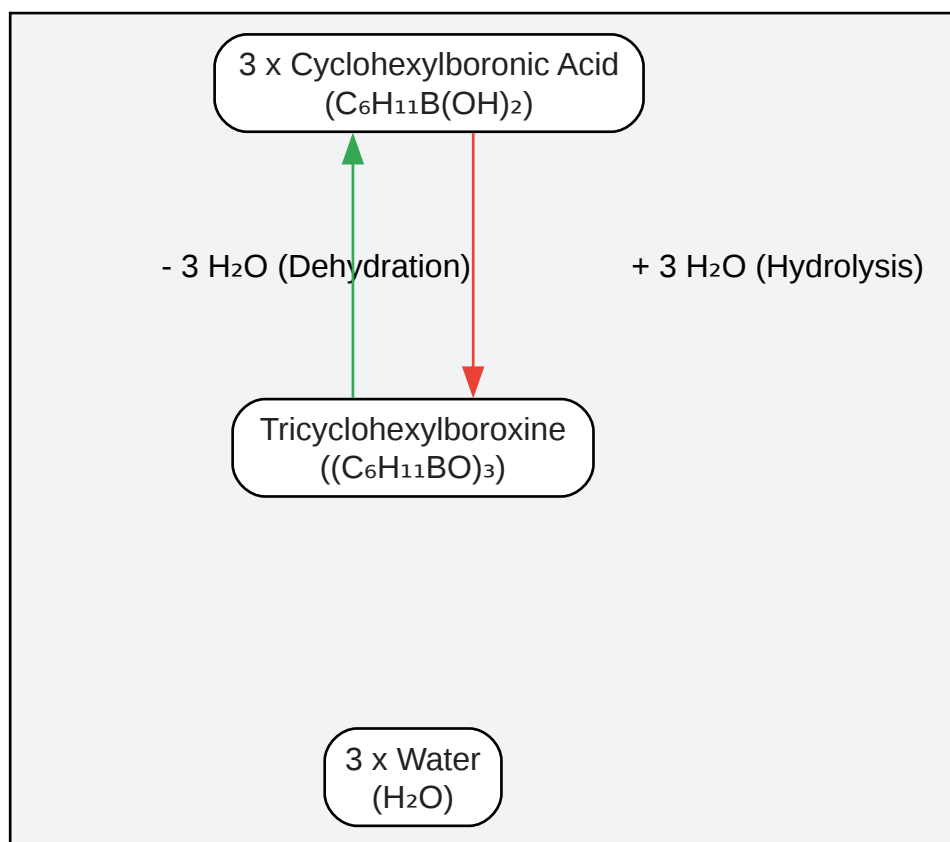 3 x Cyclohexylboronic Acid
(C₆H₁₁B(OH)₂)
- 3 H₂O (Dehydration)
+ 3 H₂O (Hydrolysis)
Tricyclohexylboroxine
((C₆H₁₁BO)₃)
3 x Water
(H₂O)